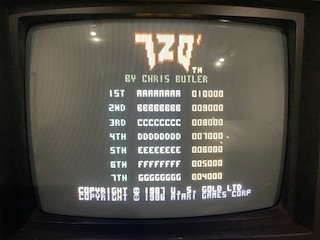 720°
TM
BY CHRIS BUTLER
1ST AAAAAAAA 010000
2ND BBBBBBBB 009000
3RD CCCCCCCC 008000
4TH DDDDDDDD 007000
5TH EEEEEEEE 006000
6TH FFFFFFFF 005000
7TH GGGGGGGG 004000
COPYRIGHT © 1987 U.S. GOLD LTD
COPYRIGHT © 1986 ATARI GAMES CORP